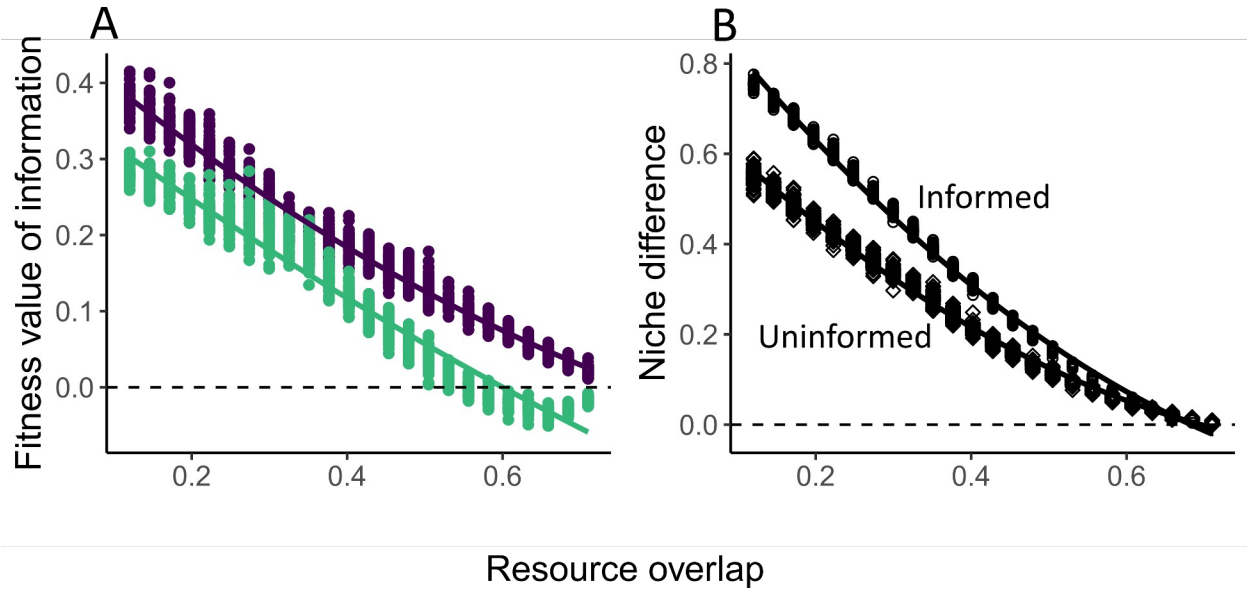 A
B
Fitness value of information
0.4
0.3
0.2
0.1
0.0
0.2
0.4
0.6
Niche difference
0.8
0.6
0.4
0.2
0.0
Informed
Uninformed
0.2
0.4
0.6
Resource overlap